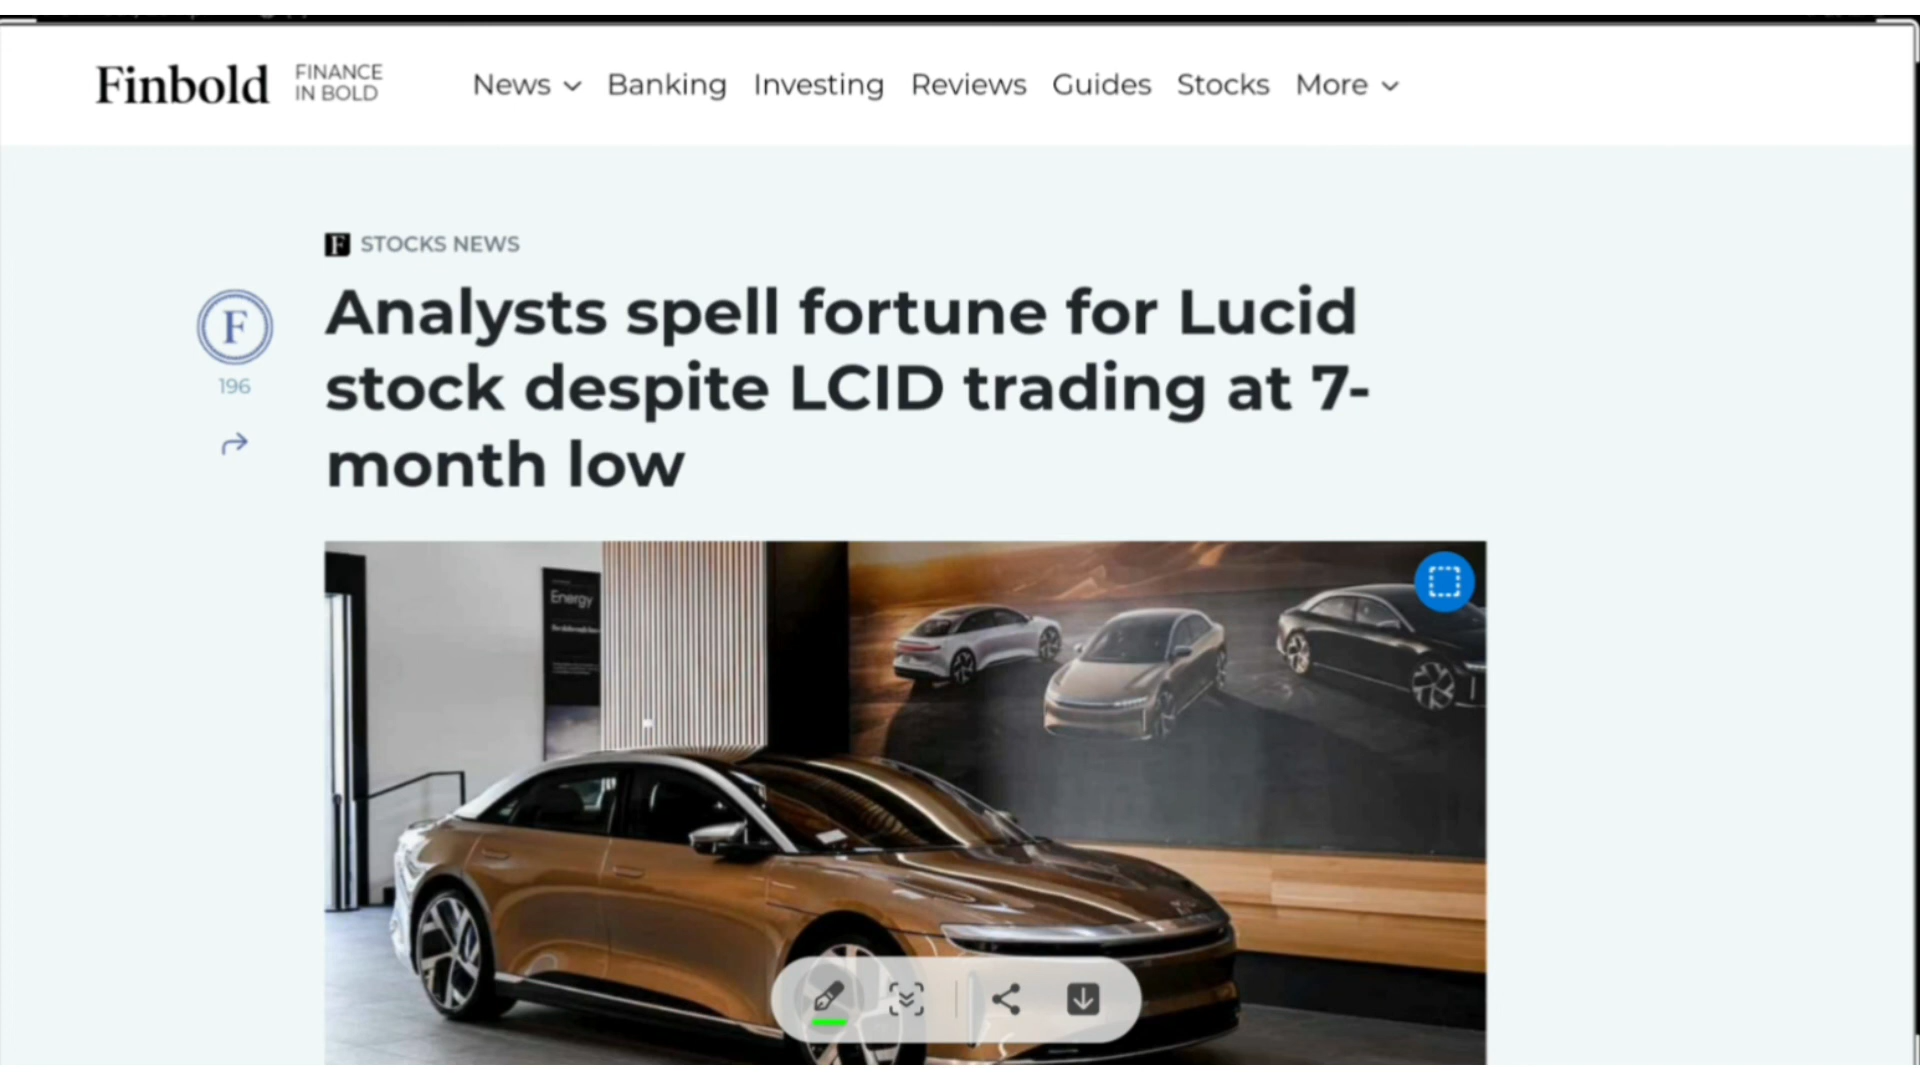 Finbold
FINANCE
IN BOLD
News Banking Investing Reviews Guides Stocks More
F STOCKS NEWS
F
196
Analysts spell fortune for Lucid
stock despite LCID trading at 7-
month low
Energy